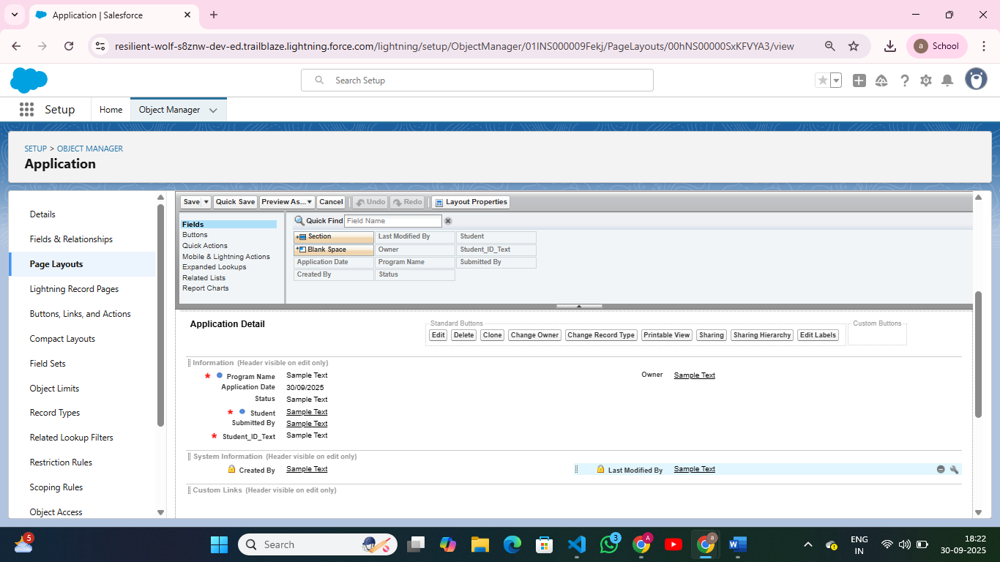 Application | Salesforce
resilient-wolf-s8znw-dev-ed.trailblaze.lightning.force.com/lightning/setup/ObjectManager/01INS000009Fekj/PageLayouts/00hNS00000SxKFVYA3/view
a School
Search Setup
Setup Home Object Manager
SETUP > OBJECT MANAGER
Application
Details
Fields & Relationships
Page Layouts
Lightning Record Pages
Buttons, Links, and Actions
Compact Layouts
Field Sets
Object Limits
Record Types
Related Lookup Filters
Restriction Rules
Scoping Rules
Object Access
Save Quick Save Preview As... Cancel Undo Redo Layout Properties
Fields
Buttons
Quick Actions
Mobile & Lightning Actions
Expanded Lookups
Related Lists
Report Charts
Quick Find Field Name
Section Last Modified By Student
Blank Space Owner Student_ID_Text
Application Date Program Name Submitted By
Created By Status
Application Detail
Standard Buttons
Edit Delete Clone Change Owner Change Record Type Printable View Sharing Sharing Hierarchy Edit Labels
Custom Buttons
Information (Header visible on edit only)
* Program Name Sample Text Owner Sample Text
Application Date 30/09/2025
Status Sample Text
* Student Sample Text
Submitted By Sample Text
* Student_ID_Text Sample Text
System Information (Header visible on edit only)
Created By Sample Text Last Modified By Sample Text
Custom Links (Header visible on edit only)
5
Search
3
A
a
ENG
IN
18:22
30-09-2025